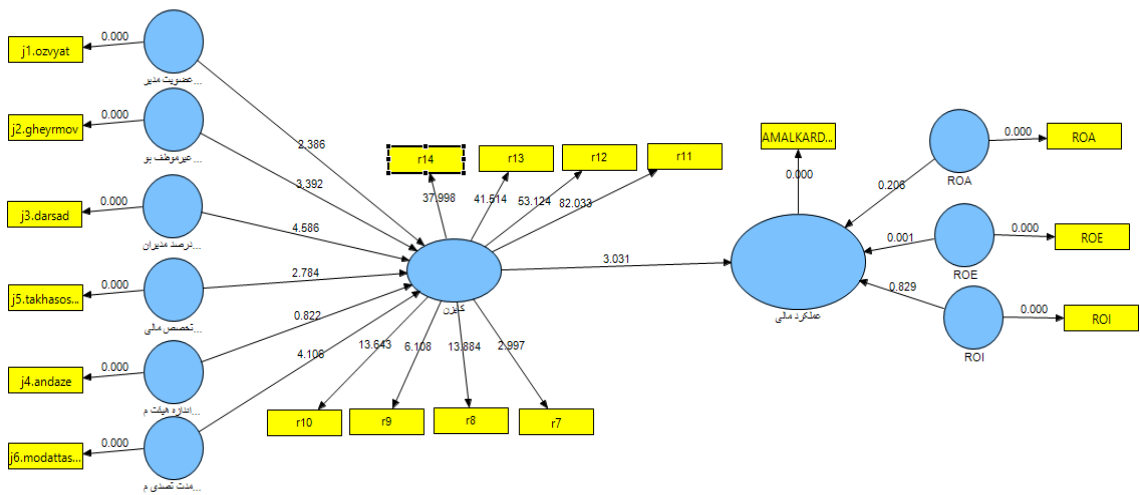 0.000
j1.ozvyat
عضویت مدیر...
2.386
0.000
j2.gheyrmov
غیرموظف بو...
3.392
0.000
j3.darsad
درصد مدیران...
4.586
0.000
j5.takhasos...
تخصص مالی...
2.784
0.000
j4.andaze
اندازه هیئت م...
0.822
0.000
j6.modattas...
مدت تصدی م...
4.106
r14
r13
r12
r11
37.998
41.514
53.124
82.033
کایزن
13.643
6.108
13.884
2.997
r10
r9
r8
r7
3.031
AMALKARD...
0.000
عملکرد مالی
0.206
0.001
0.829
ROA
0.000
ROA
ROE
0.000
ROE
ROI
0.000
ROI